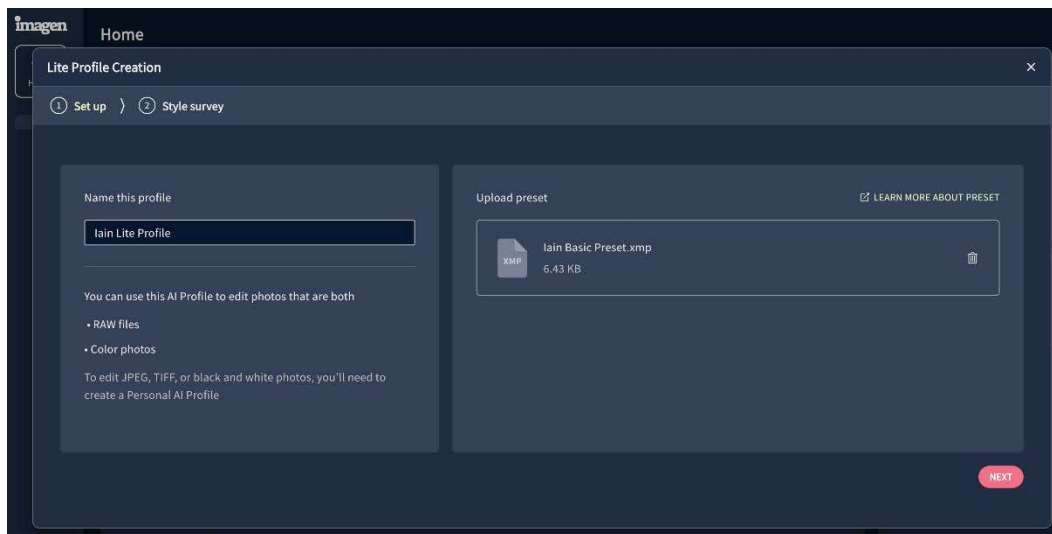 imagen
Home
Lite Profile Creation
1 Set up 2 Style survey
Name this profile
Iain Lite Profile
You can use this AI Profile to edit photos that are both
• RAW files
• Color photos
To edit JPEG, TIFF, or black and white photos, you'll need to
create a Personal AI Profile
Upload preset
LEARN MORE ABOUT PRESET
XMP
Iain Basic Preset.xmp
6.43 KB
NEXT